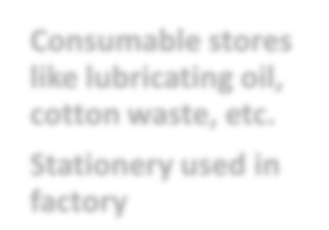 Consumable stores
like lubricating oil,
cotton waste, etc.
Stationery used in
factory